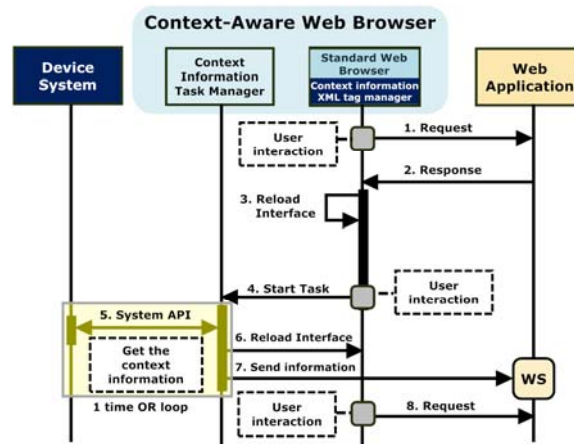 Context-Aware Web Browser
Device
System
Context
Information
Task Manager
Standard Web
Browser
Context information
XML tag manager
Web
Application
User
interaction
1. Request
2. Response
3. Reload
Interface
4. Start Task
User
interaction
5. System API
Get the
context
information
6. Reload Interface
7. Send information
WS
1 time OR loop
User
interaction
8. Request